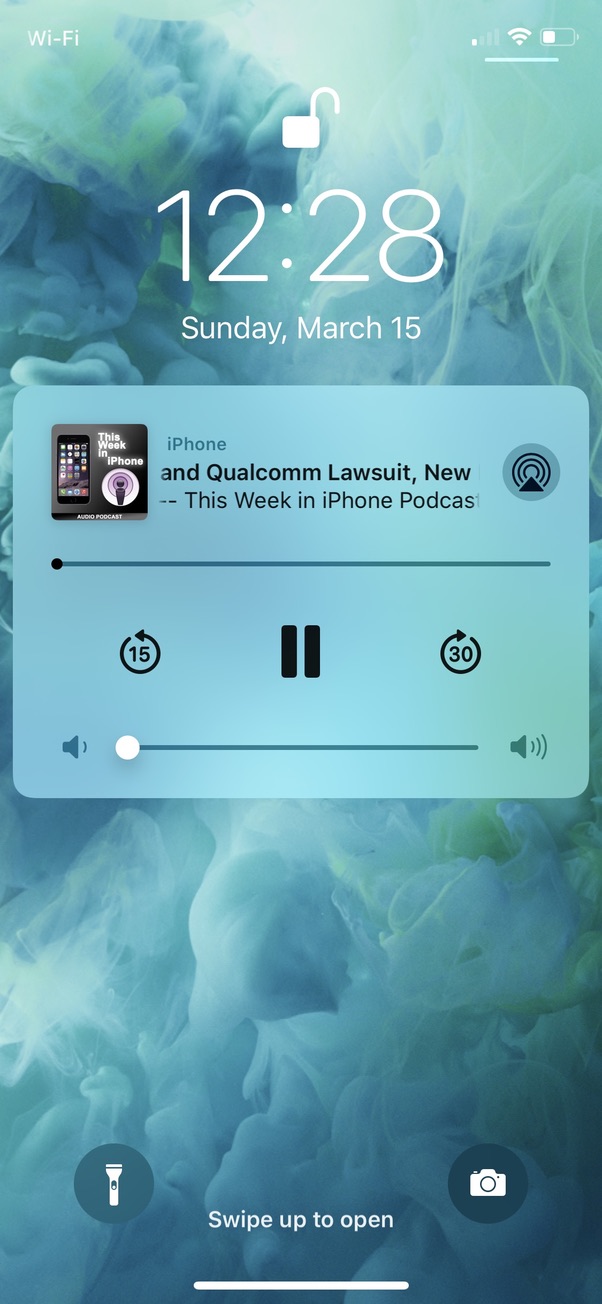 Wi-Fi
12:28
Sunday, March 15
This
Week
in
iPhone
AUDIO PODCAST
iPhone
and Qualcomm Lawsuit, New
-- This Week in iPhone Podcast
15
30
Swipe up to open